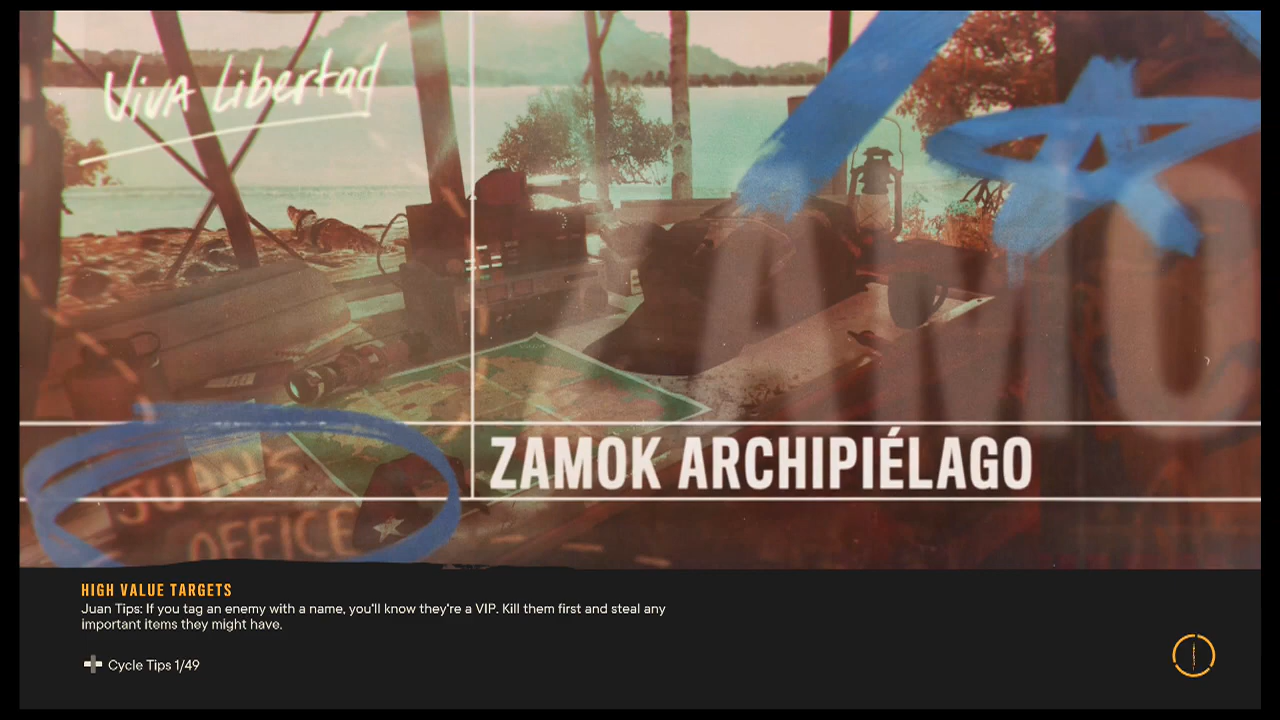 Viva Libertad
ZAMO
ZAMOK ARCHIPIÉLAGO
JUAN'S
OFFICE
HIGH VALUE TARGETS
Juan Tips: If you tag an enemy with a name, you'll know they're a VIP. Kill them first and steal any
important items they might have.
Cycle Tips 1/49